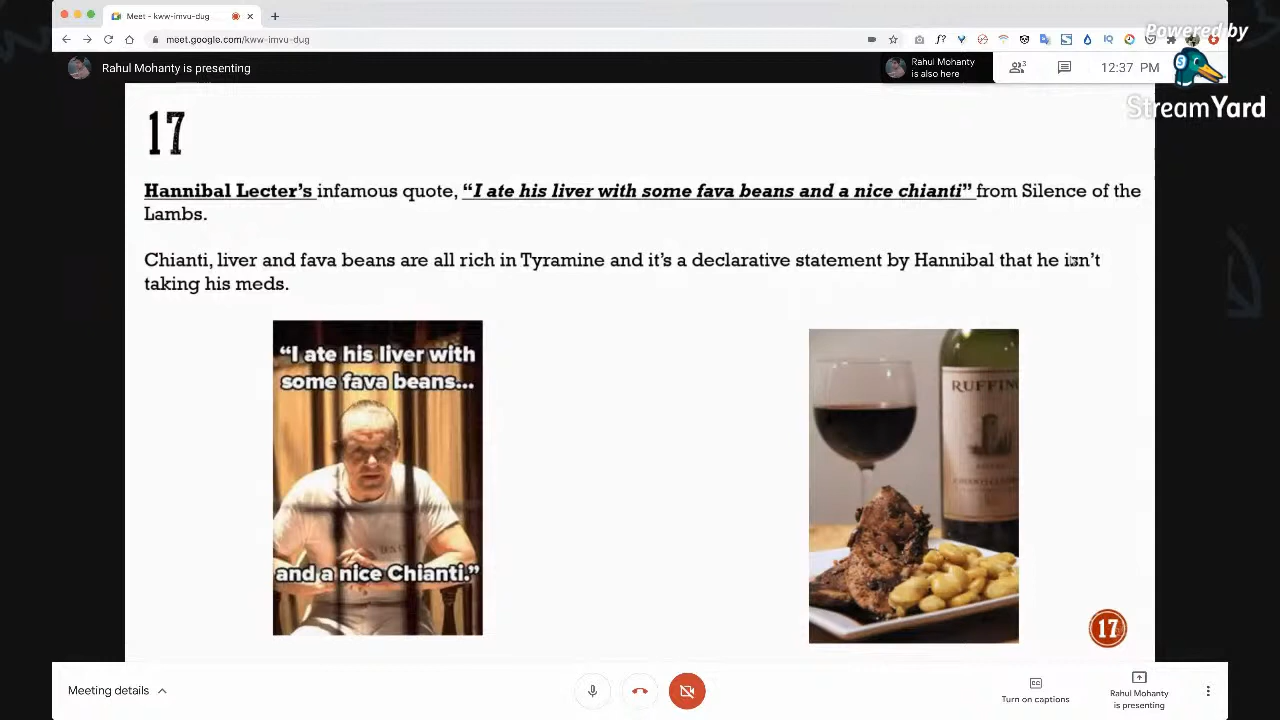 Meet - kww-imvu-dug
meet.google.com/kww-imvu-dug
Powered by
StreamYard
Rahul Mohanty is presenting
Rahul Mohanty
is also here
3
12:37 PM
17
Hannibal Lecter's infamous quote, "I ate his liver with some fava beans and a nice chianti" from Silence of the
Lambs.
Chianti, liver and fava beans are all rich in Tyramine and it's a declarative statement by Hannibal that he isn't
taking his meds.
"I ate his liver with
some fava beans...
and a nice Chianti."
RUFFINO
17
Meeting details
Turn on captions
Rahul Mohanty
is presenting